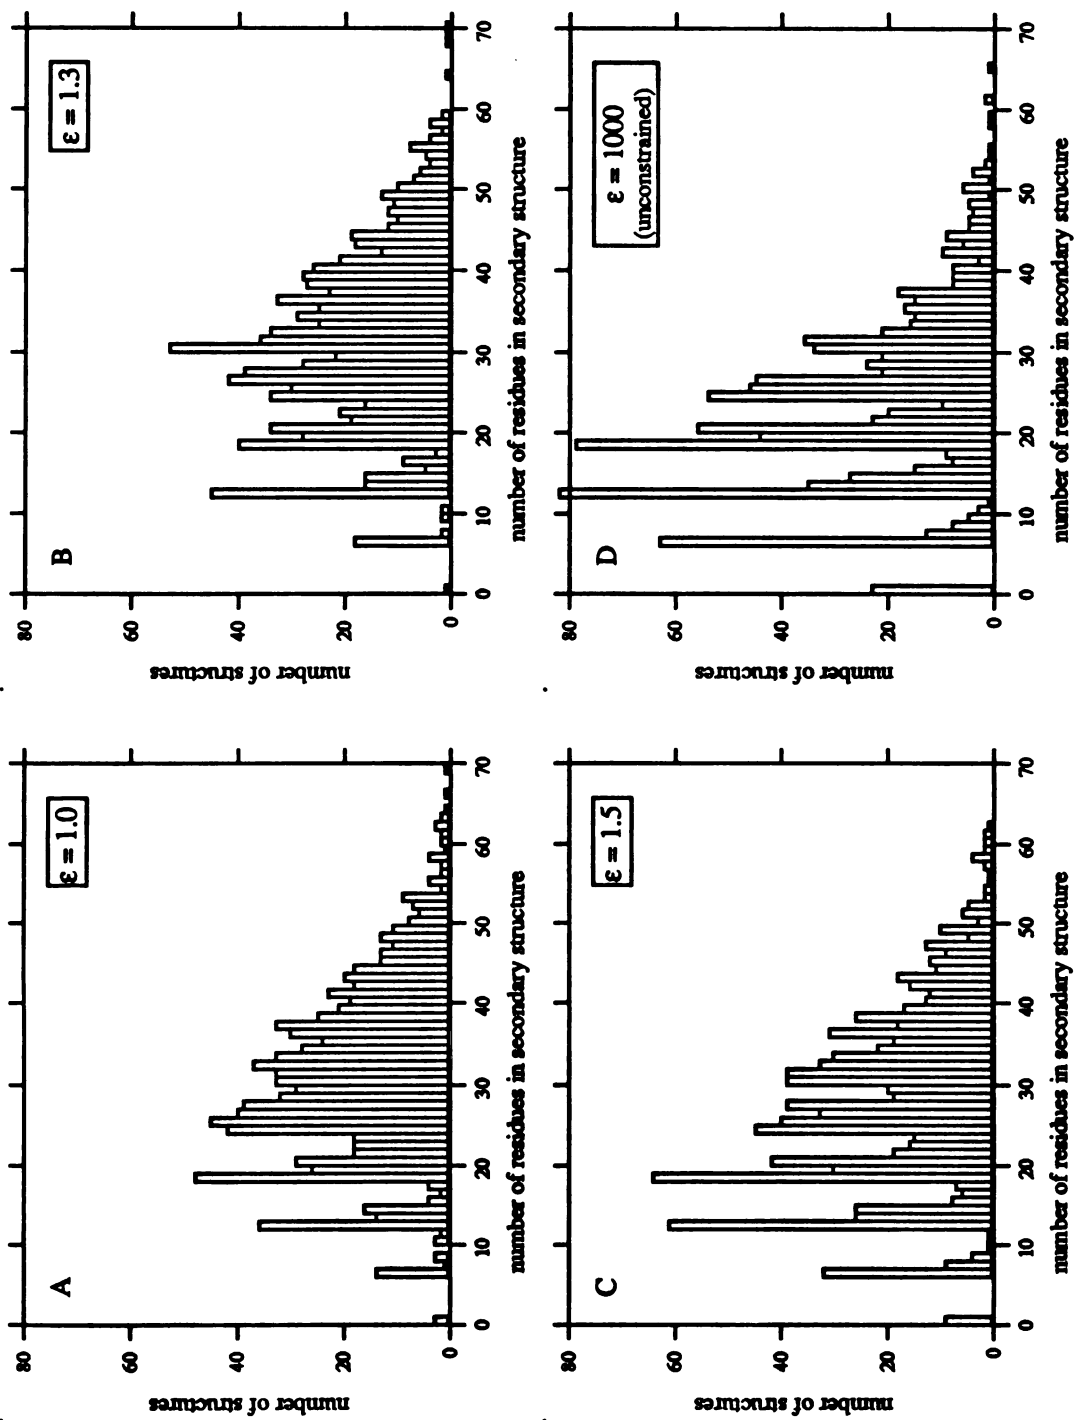 A
ε = 1.0
80
60
40
20
0
number of structures
0 10 20 30 40 50 60 70
number of residues in secondary structure
B
ε = 1.3
80
60
40
20
0
number of structures
0 10 20 30 40 50 60 70
number of residues in secondary structure
C
ε = 1.5
80
60
40
20
0
number of structures
0 10 20 30 40 50 60 70
number of residues in secondary structure
D
ε = 1000
(unconstrained)
80
60
40
20
0
number of structures
0 10 20 30 40 50 60 70
number of residues in secondary structure